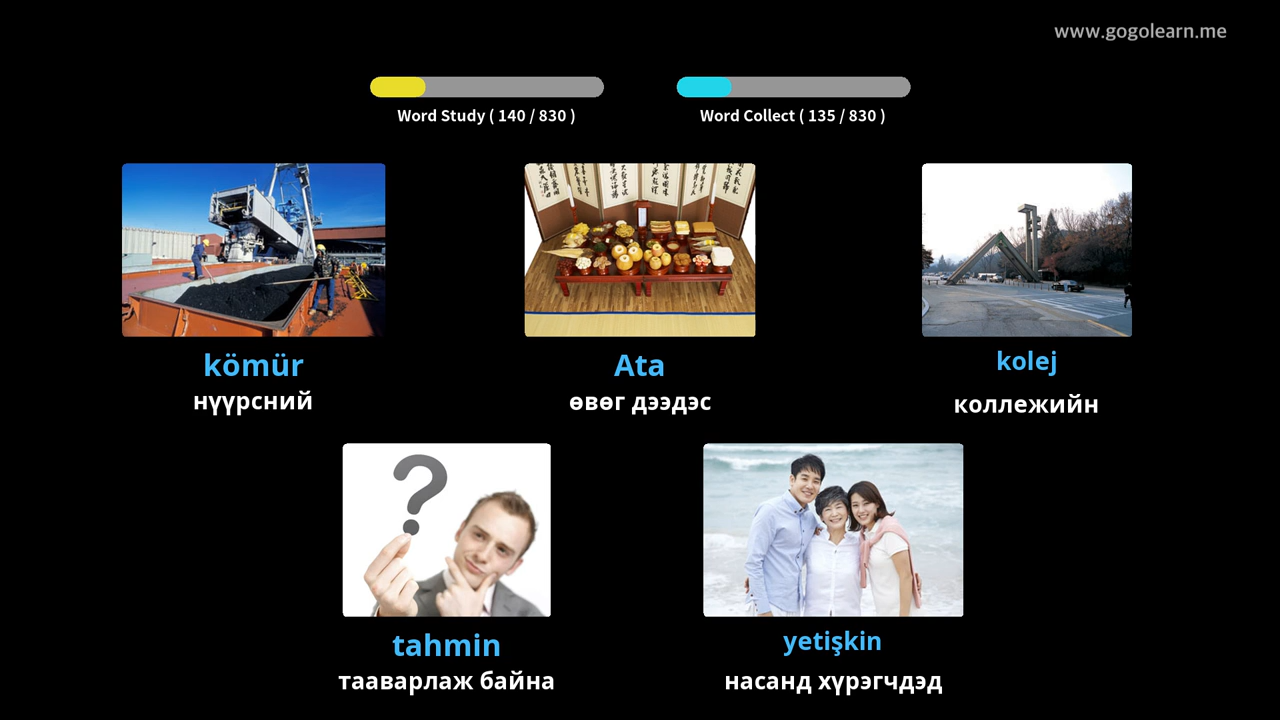 www.gogolearn.me
Word Study ( 140 / 830 )
Word Collect ( 135 / 830 )
kömür
нүүрсний
Ata
өвөг дээдэс
kolej
коллежийн
tahmin
тааварлаж байна
yetişkin
насанд хүрэгчдэд